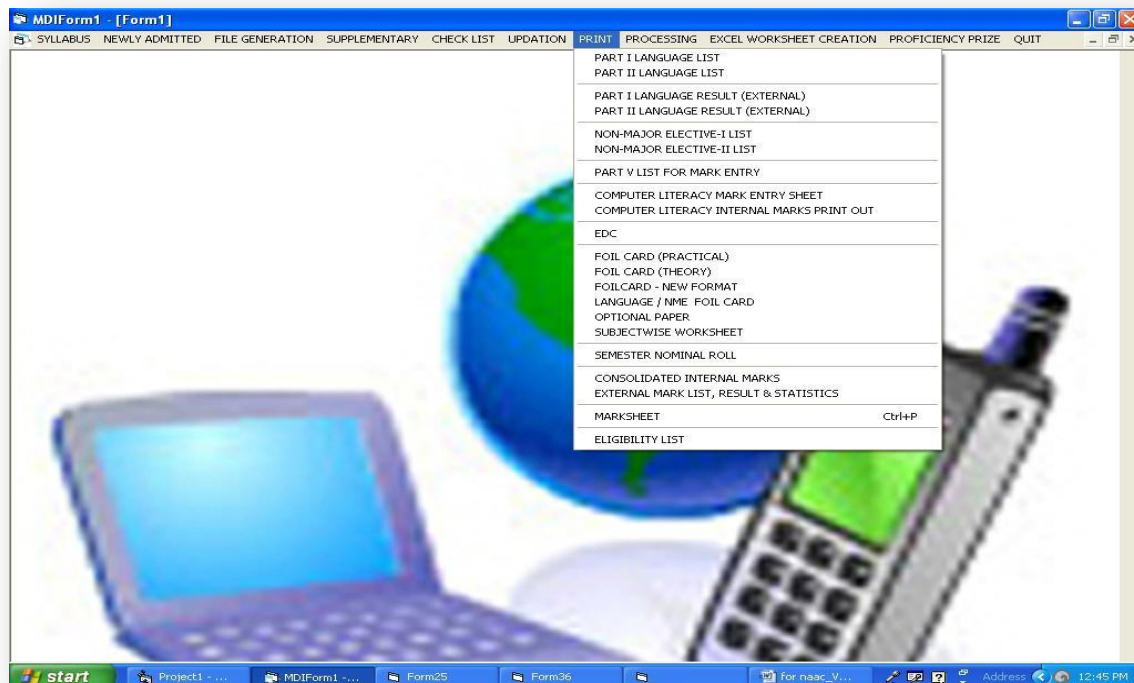 MDIForm1 - [Form1]
SYLLABUS NEWLY ADMITTED FILE GENERATION SUPPLEMENTARY CHECK LIST UPDATION PRINT PROCESSING EXCEL WORKSHEET CREATION PROFICIENCY PRIZE QUIT
PART I LANGUAGE LIST
PART II LANGUAGE LIST
PART I LANGUAGE RESULT (EXTERNAL)
PART II LANGUAGE RESULT (EXTERNAL)
NON-MAJOR ELECTIVE-I LIST
NON-MAJOR ELECTIVE-II LIST
PART V LIST FOR MARK ENTRY
COMPUTER LITERACY MARK ENTRY SHEET
COMPUTER LITERACY INTERNAL MARKS PRINT OUT
EDC
FOIL CARD (PRACTICAL)
FOIL CARD (THEORY)
FOILCARD - NEW FORMAT
LANGUAGE / NME FOIL CARD
OPTIONAL PAPER
SUBJECTWISE WORKSHEET
SEMESTER NOMINAL ROLL
CONSOLIDATED INTERNAL MARKS
EXTERNAL MARK LIST, RESULT & STATISTICS
MARKSHEET Ctrl+P
ELIGIBILITY LIST
start Project1 - ... MDIForm1 -... Form25 Form36 for naac_V... Address 12:45 PM